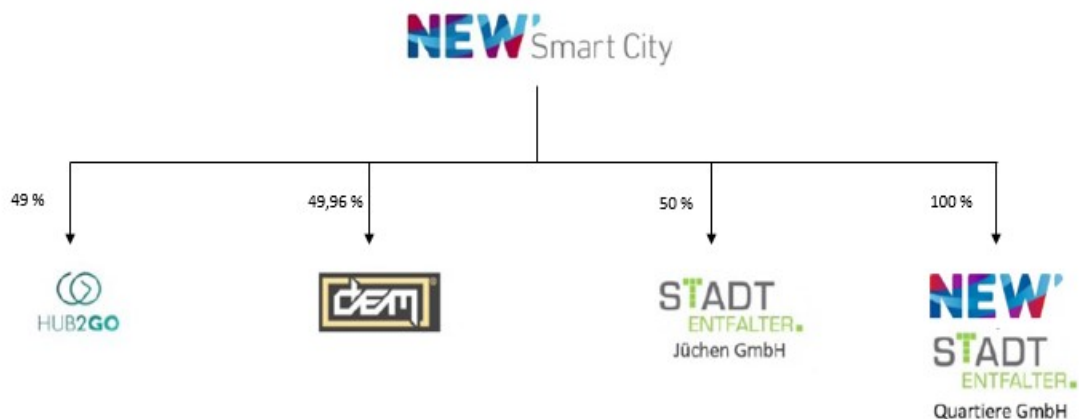 NEW' Smart City
49 %
49,96 %
50 %
100 %
HUB2GO
dem
STADT
ENTFALTER.
Jüchen GmbH
NEW'
STADT
ENTFALTER.
Quartiere GmbH